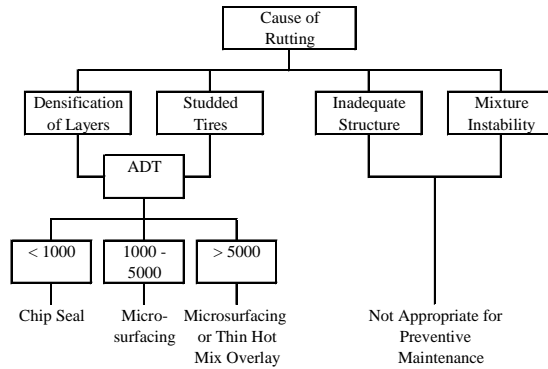 Cause of
Rutting
Densification
of Layers
Studded
Tires
Inadequate
Structure
Mixture
Instability
ADT
< 1000
1000 -
5000
> 5000
Chip Seal
Micro-
surfacing
Microsurfacing
or Thin Hot
Mix Overlay
Not Appropriate for
Preventive
Maintenance